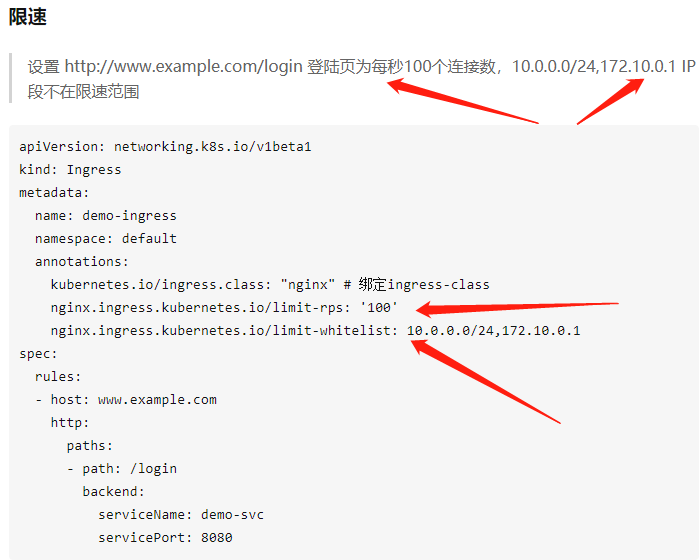 限速
设置 http://www.example.com/login 登陆页为每秒100个连接数，10.0.0.0/24,172.10.0.1 IP
段不在限速范围
apiVersion: networking.k8s.io/v1beta1
kind: Ingress
metadata:
  name: demo-ingress
  namespace: default
  annotations:
    kubernetes.io/ingress.class: "nginx" # 绑定ingress-class
    nginx.ingress.kubernetes.io/limit-rps: '100'
    nginx.ingress.kubernetes.io/limit-whitelist: 10.0.0.0/24,172.10.0.1
spec:
  rules:
  - host: www.example.com
    http:
      paths:
      - path: /login
        backend:
          serviceName: demo-svc
          servicePort: 8080